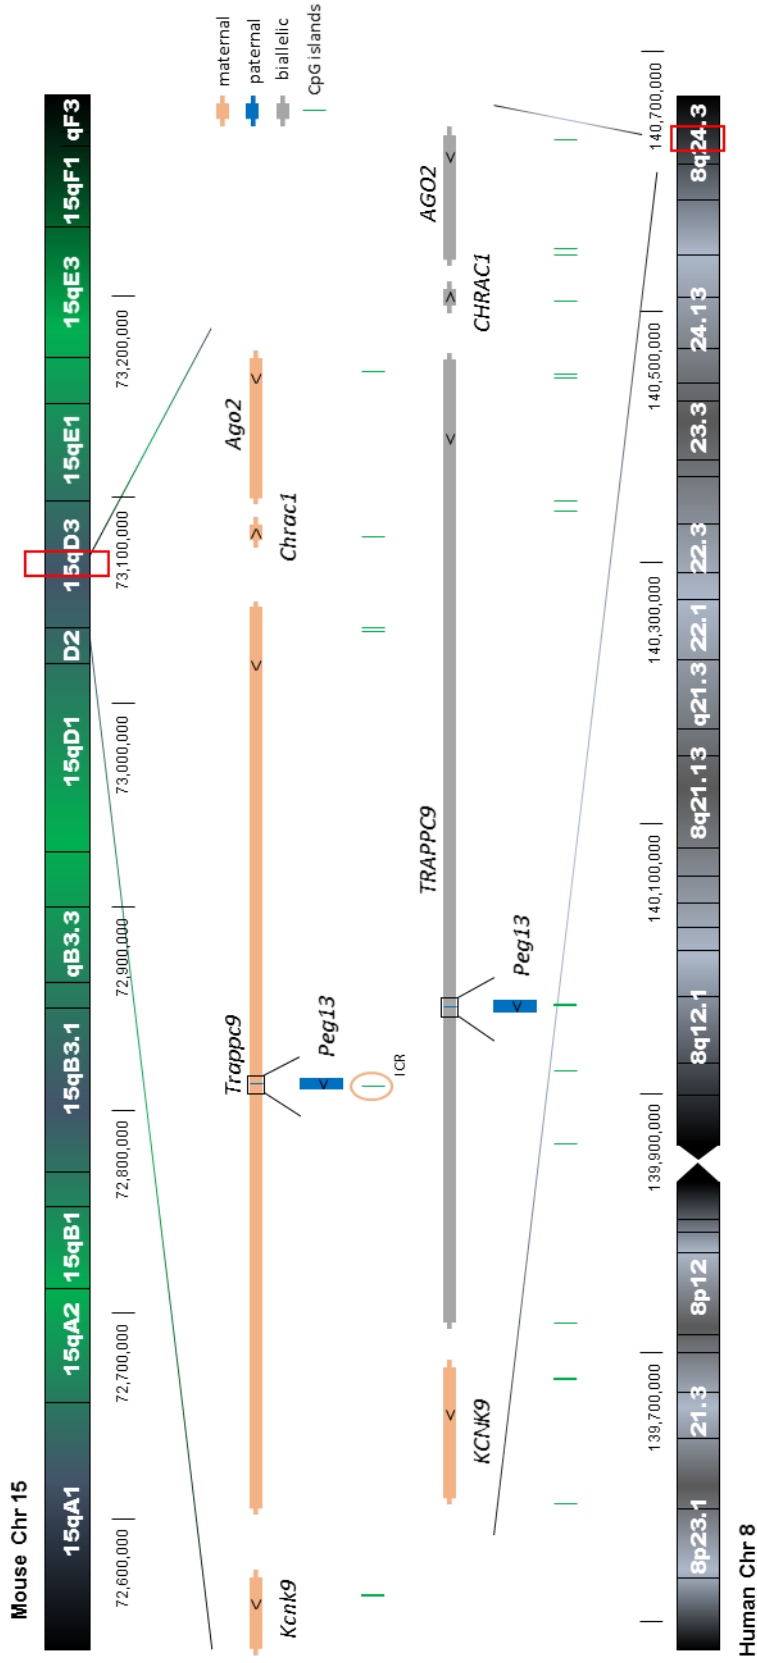 Mouse Chr 15
15qA1 15qA2 15qB1 15qB3.1 qB3.3 15qD1 D2 15qD3 15qE1 15qE3 15qF1 qF3
72,600,000 72,700,000 72,800,000 72,900,000 73,000,000 73,100,000 73,200,000
maternal
paternal
biallelic
CpG islands
Kcnk9
Trappc9
Chrac1
Ago2
Peg13
ICR
KCNK9
TRAPPC9
CHRAC1
AGO2
Peg13
139,700,000 139,900,000 140,100,000 140,300,000 140,500,000 140,700,000
8p23.1 21.3 8p12 8q12.1 8q21.13 q21.3 22.1 22.3 23.3 24.13 8q24.3
Human Chr 8